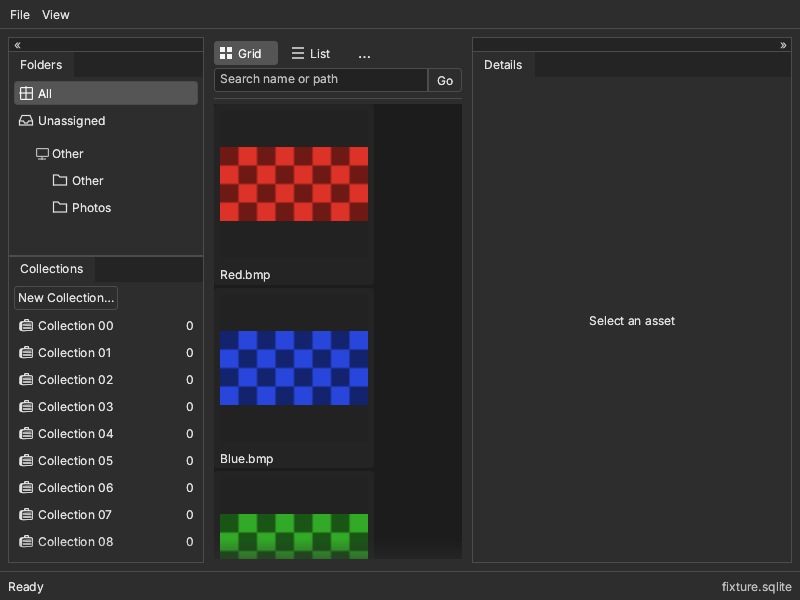 File View
«
Folders
All
Unassigned
Other
Other
Photos
Collections
New Collection...
Collection 00 0
Collection 01 0
Collection 02 0
Collection 03 0
Collection 04 0
Collection 05 0
Collection 06 0
Collection 07 0
Collection 08 0
Grid List ...
Search name or path Go
Red.bmp
Blue.bmp
»
Details
Select an asset
Ready fixture.sqlite